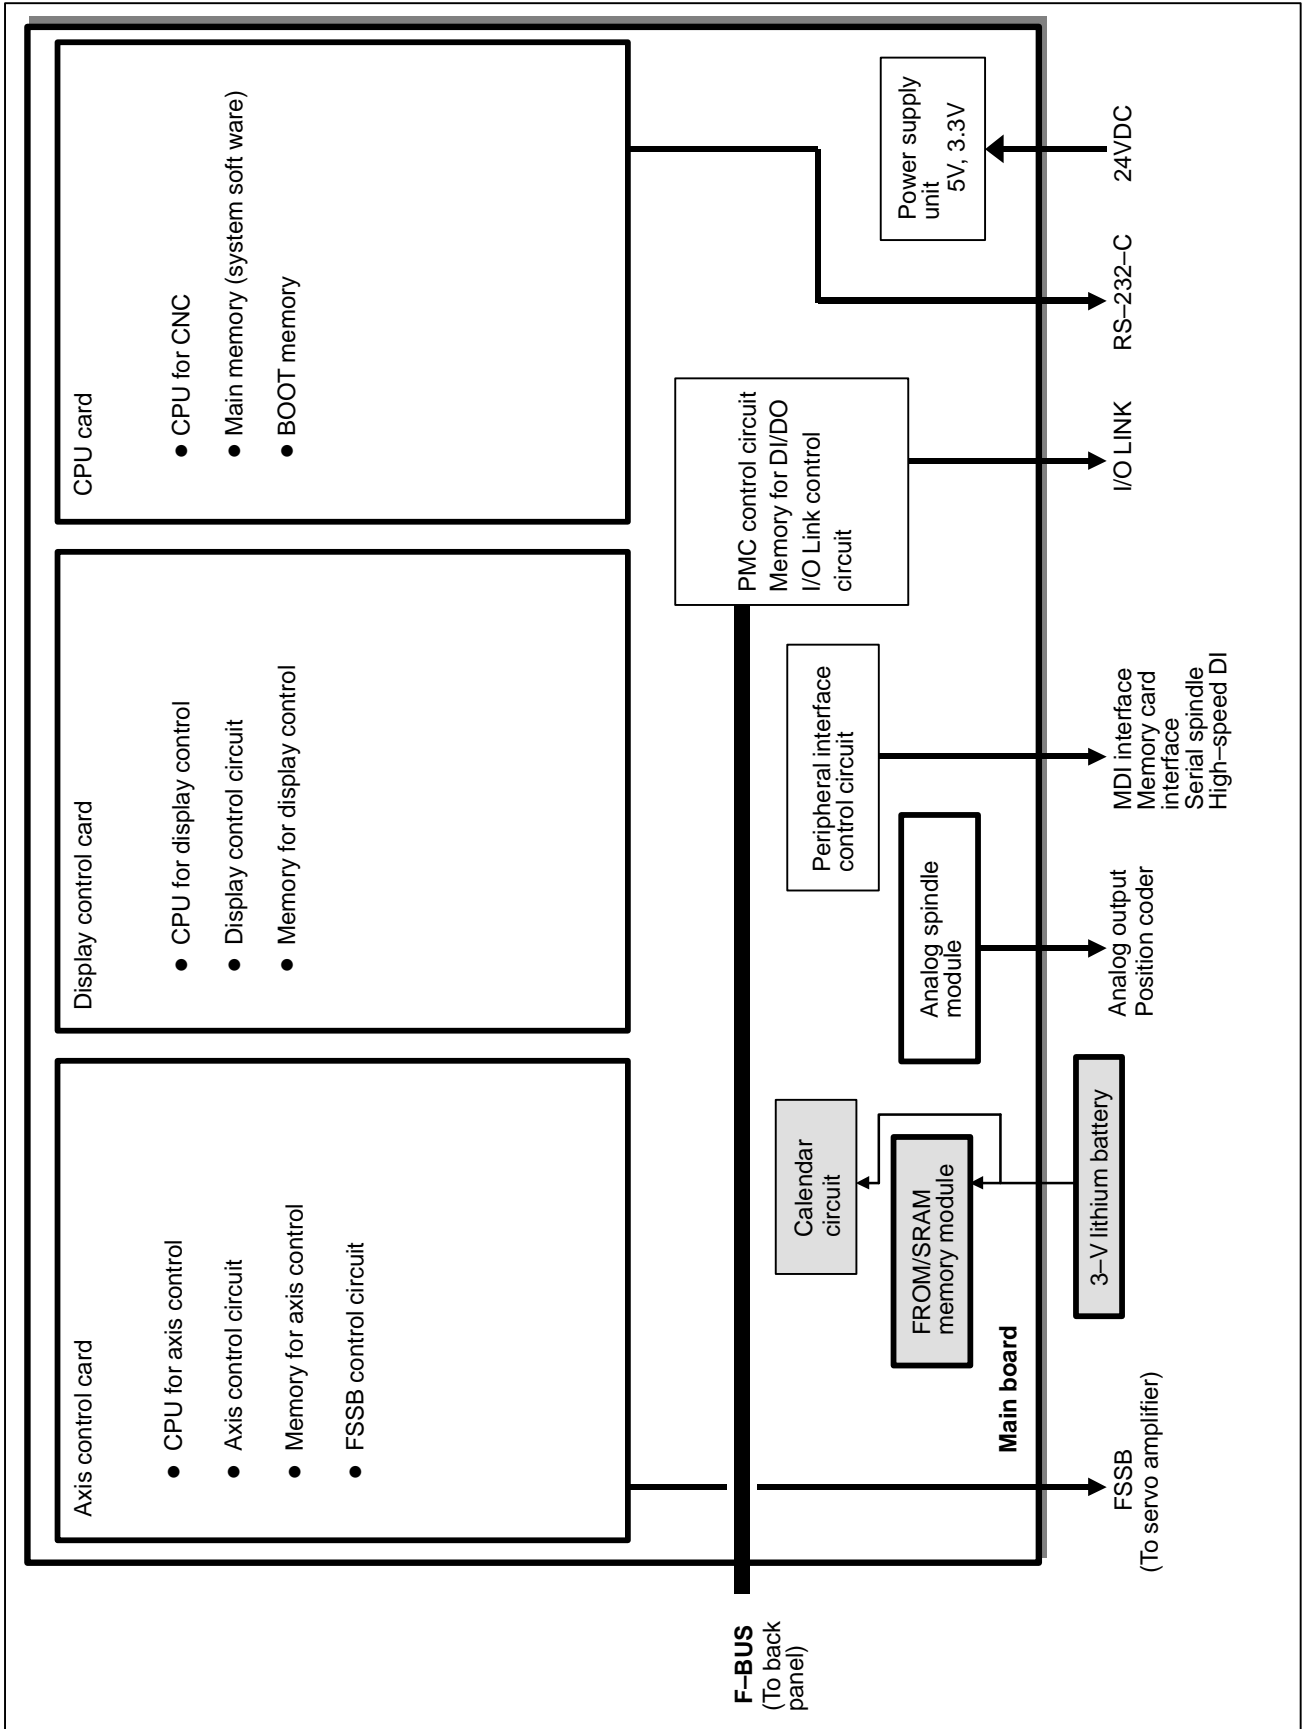 Axis control card
● CPU for axis control
● Axis control circuit
● Memory for axis control
● FSSB control circuit
Display control card
● CPU for display control
● Display control circuit
● Memory for display control
CPU card
● CPU for CNC
● Main memory (system soft ware)
● BOOT memory
F–BUS
(To back
panel)
PMC control circuit
Memory for DI/DO
I/O Link control
circuit
Calendar
circuit
FROM/SRAM
memory module
Peripheral interface
control circuit
Analog spindle
module
Power supply
unit
5V, 3.3V
Main board
3–V lithium battery
FSSB
(To servo amplifier)
Analog output
Position coder
MDI interface
Memory card
interface
Serial spindle
High–speed DI
I/O LINK
RS–232–C
24VDC